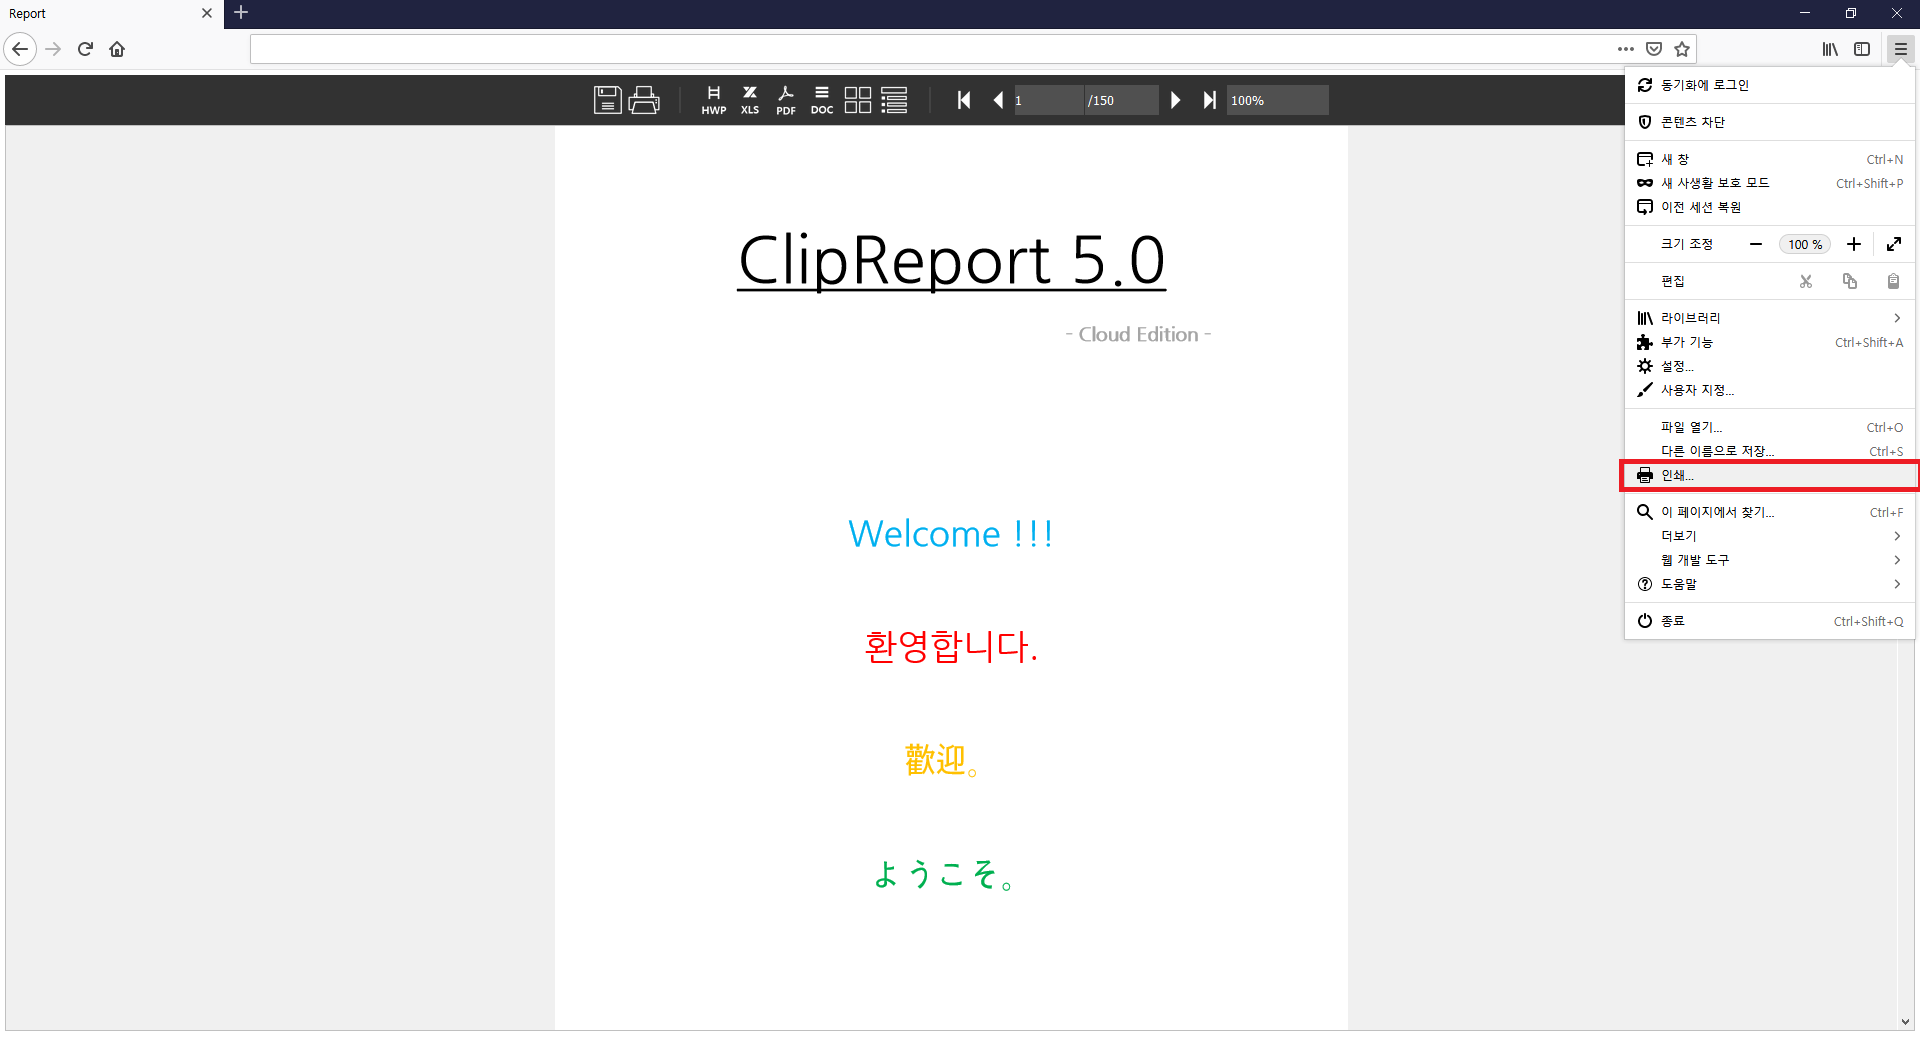 Report
HWP XLS PDF DOC 1 /150 100%
ClipReport 5.0
- Cloud Edition -
Welcome !!!
환영합니다.
歡迎。
ようこそ。
동기화에 로그인
콘텐츠 차단
새 창 Ctrl+N
새 사생활 보호 모드 Ctrl+Shift+P
이전 세션 복원
크기 조정 100 %
편집
라이브러리
부가 기능 Ctrl+Shift+A
설정...
사용자 지정...
파일 열기... Ctrl+O
다른 이름으로 저장... Ctrl+S
인쇄...
이 페이지에서 찾기... Ctrl+F
더보기
웹 개발 도구
도움말
종료 Ctrl+Shift+Q